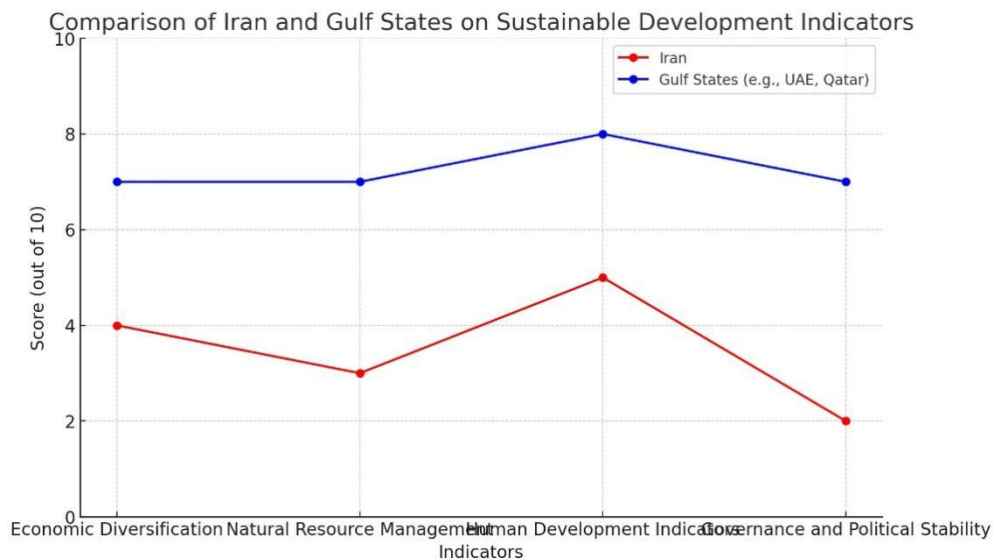 Comparison of Iran and Gulf States on Sustainable Development Indicators
Iran
Gulf States (e.g., UAE, Qatar)
Score (out of 10)
10
8
6
4
2
0
Economic Diversification
Natural Resource Management
Human Development Indicators
Governance and Political Stability
Indicators